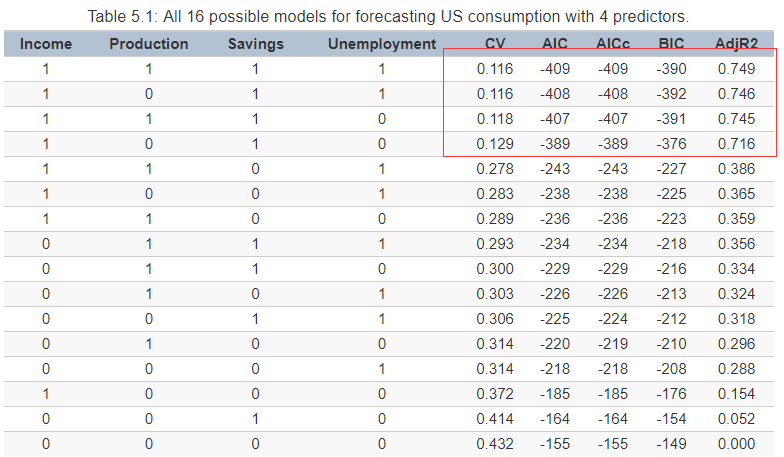 Table 5.1: All 16 possible models for forecasting US consumption with 4 predictors.
Income Production Savings Unemployment CV AIC AICc BIC AdjR2
1 1 1 1 0.116 -409 -409 -390 0.749
1 0 1 1 0.116 -408 -408 -392 0.746
1 1 1 0 0.118 -407 -407 -391 0.745
1 0 1 0 0.129 -389 -389 -376 0.716
1 1 0 1 0.278 -243 -243 -227 0.386
1 0 0 1 0.283 -238 -238 -225 0.365
1 1 0 0 0.289 -236 -236 -223 0.359
0 1 1 1 0.293 -234 -234 -218 0.356
0 1 1 0 0.300 -229 -229 -216 0.334
0 1 0 1 0.303 -226 -226 -213 0.324
0 0 1 1 0.306 -225 -224 -212 0.318
0 1 0 0 0.314 -220 -219 -210 0.296
0 0 0 1 0.314 -218 -218 -208 0.288
1 0 0 0 0.372 -185 -185 -176 0.154
0 0 1 0 0.414 -164 -164 -154 0.052
0 0 0 0 0.432 -155 -155 -149 0.000